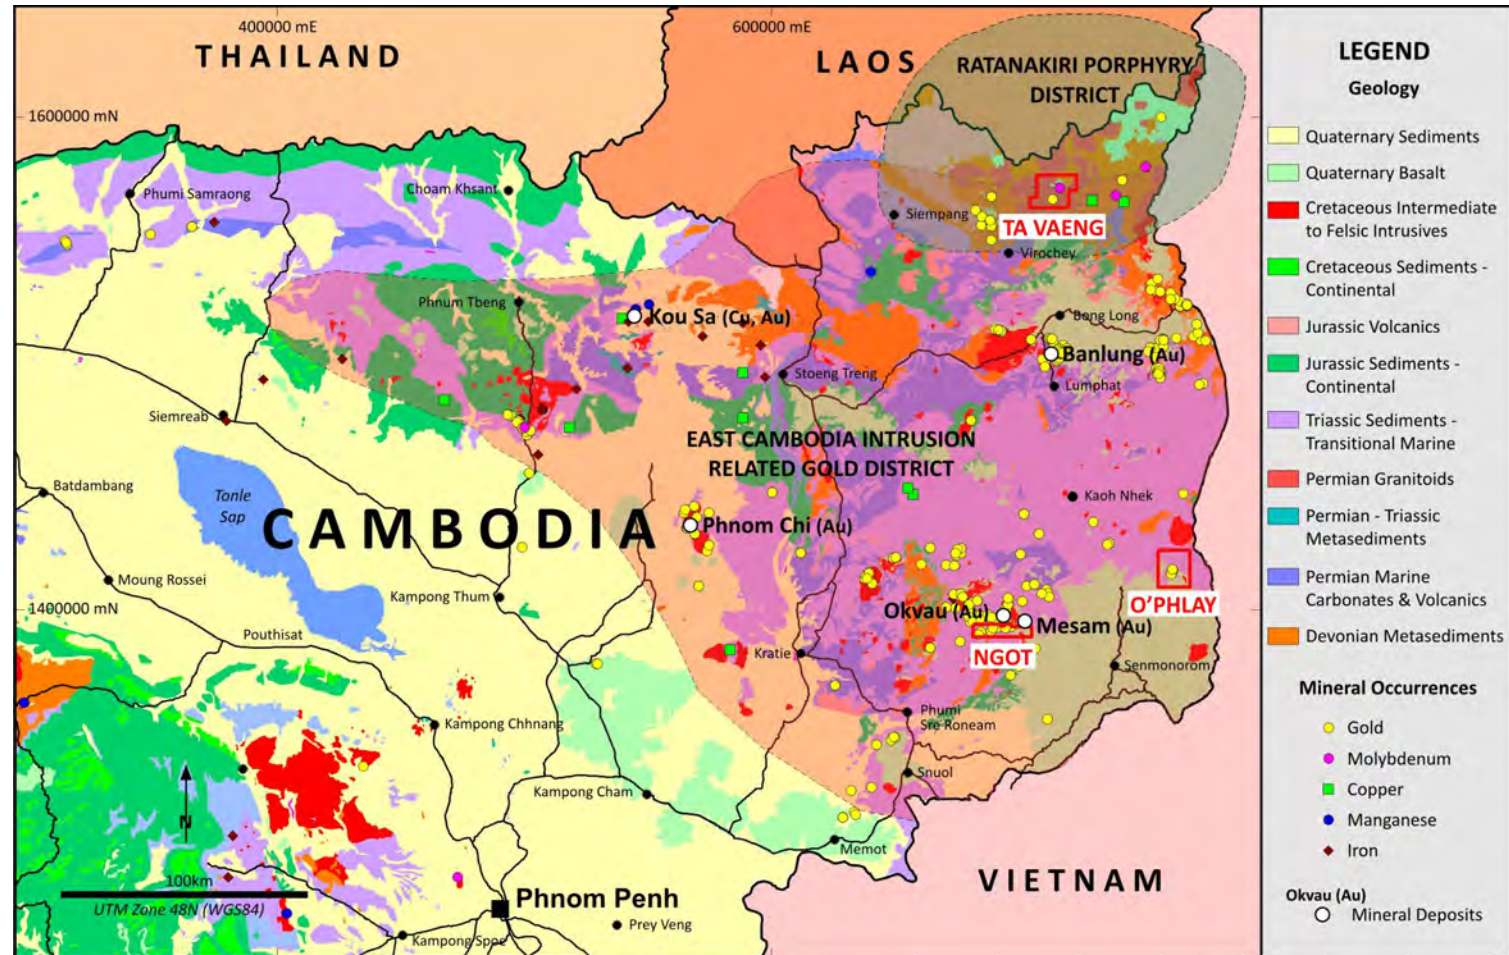 400000 mE
600000 mE
THAILAND
LAOS
RATANAKIRI PORPHYRY
DISTRICT
1600000 mN
Phumi Samraong
Choam Khsant
Siempang
TA VAENG
Virochey
Phnum Tbeng
Kou Sa (Cu, Au)
Bong Long
Banlung (Au)
Stoeng Treng
Lumphat
Siemreab
EAST CAMBODIA INTRUSION
RELATED GOLD DISTRICT
Batdambang
Tonle
Sap
Kaoh Nhek
CAMBODIA
Phnom Chi (Au)
Moung Rossei
Kampong Thum
O'PHLAY
1400000 mN
Okvau (Au)
Mesam (Au)
Pouthisat
Kratie
NGOT
Senmonorom
Kampong Chhnang
Phumi
Sre Roneam
Snuol
Kampong Cham
Memot
N
100km
UTM Zone 48N (WGS84)
VIETNAM
Phnom Penh
Prey Veng
Kampong Spoe
LEGEND
Geology
Quaternary Sediments
Quaternary Basalt
Cretaceous Intermediate
to Felsic Intrusives
Cretaceous Sediments -
Continental
Jurassic Volcanics
Jurassic Sediments -
Continental
Triassic Sediments -
Transitional Marine
Permian Granitoids
Permian - Triassic
Metasediments
Permian Marine
Carbonates & Volcanics
Devonian Metasediments
Mineral Occurrences
Gold
Molybdenum
Copper
Manganese
Iron
Okvau (Au)
Mineral Deposits